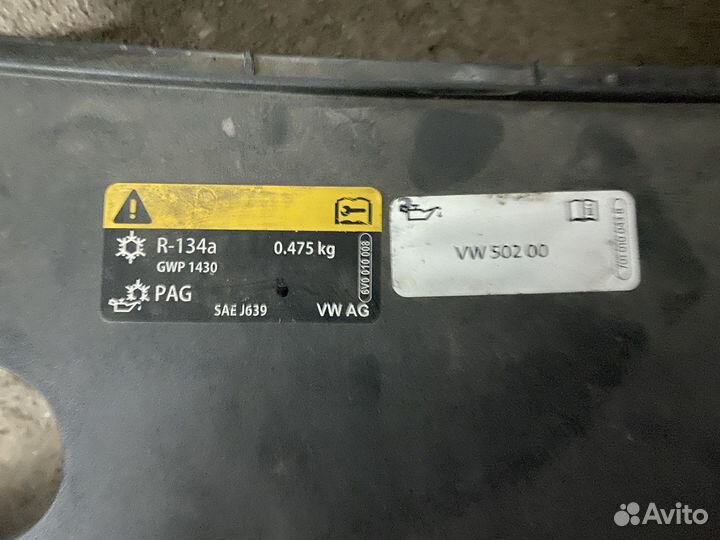 R-134a 0.475 kg
GWP 1430
PAG
SAE J639 VW AG
6V0 010 008
VW 502 00
Avito